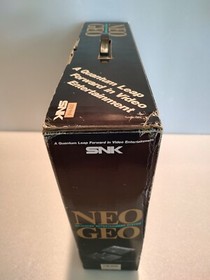 NEO
GEO
A Quantum Leap
Forward in Video
Entertainment
SNK
A Quantum Leap Forward in Video Entertainment
SNK
NEO
GEO